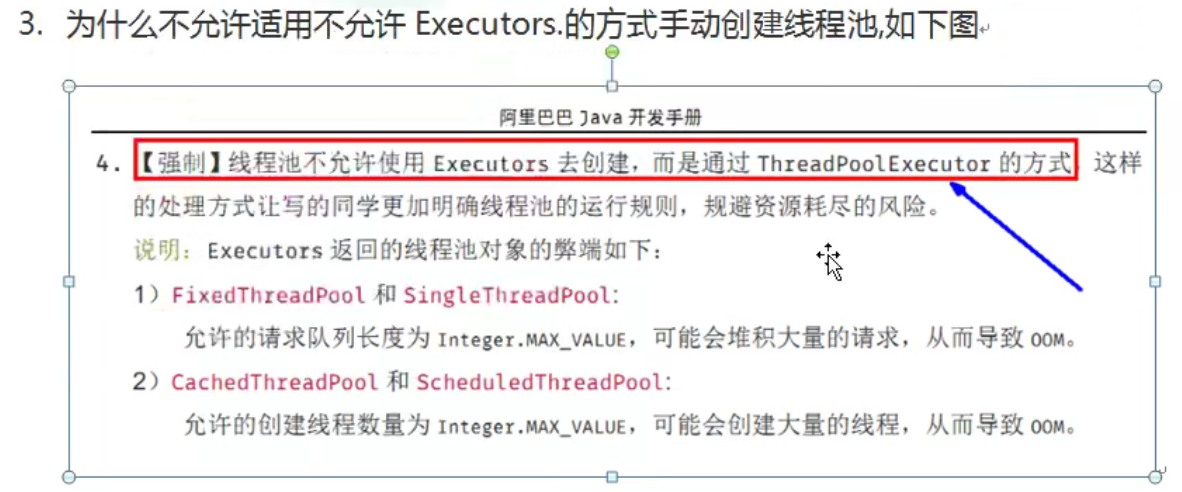 3. 为什么不允许适用不允许 Executors.的方式手动创建线程池,如下图
阿里巴巴 Java 开发手册
4.【强制】线程池不允许使用 Executors 去创建，而是通过 ThreadPoolExecutor 的方式，这样
的处理方式让写的同学更加明确线程池的运行规则，规避资源耗尽的风险。
说明：Executors 返回的线程池对象的弊端如下：
1）FixedThreadPool 和 SingleThreadPool:
允许的请求队列长度为 Integer.MAX_VALUE，可能会堆积大量的请求，从而导致 OOM。
2）CachedThreadPool 和 ScheduledThreadPool:
允许的创建线程数量为 Integer.MAX_VALUE，可能会创建大量的线程，从而导致 OOM。